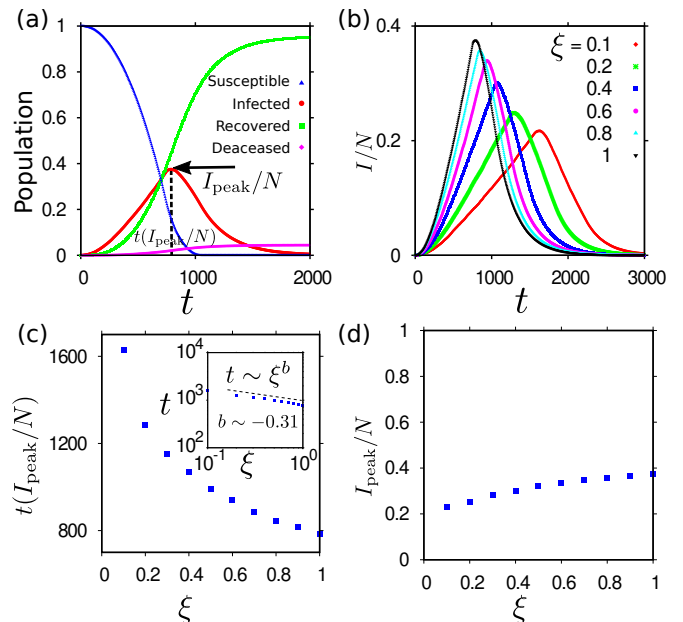 (a)
1
0.8
0.6
0.4
0.2
0
Population
Susceptible
Infected
Recovered
Deaceased
I_peak/N
t(I_peak/N)
0 1000 2000
t
(b)
0.4
0.2
0
I/N
ξ = 0.1
0.2
0.4
0.6
0.8
1
0 1000 2000 3000
t
(c)
1600
1200
800
t(I_peak/N)
10^4
10^3
10^2
t
t ∼ ξ^b
b ∼ −0.31
10^-1 10^0
ξ
0 0.2 0.4 0.6 0.8 1
ξ
(d)
1
0.8
0.6
0.4
0.2
0
I_peak/N
0 0.2 0.4 0.6 0.8 1
ξ